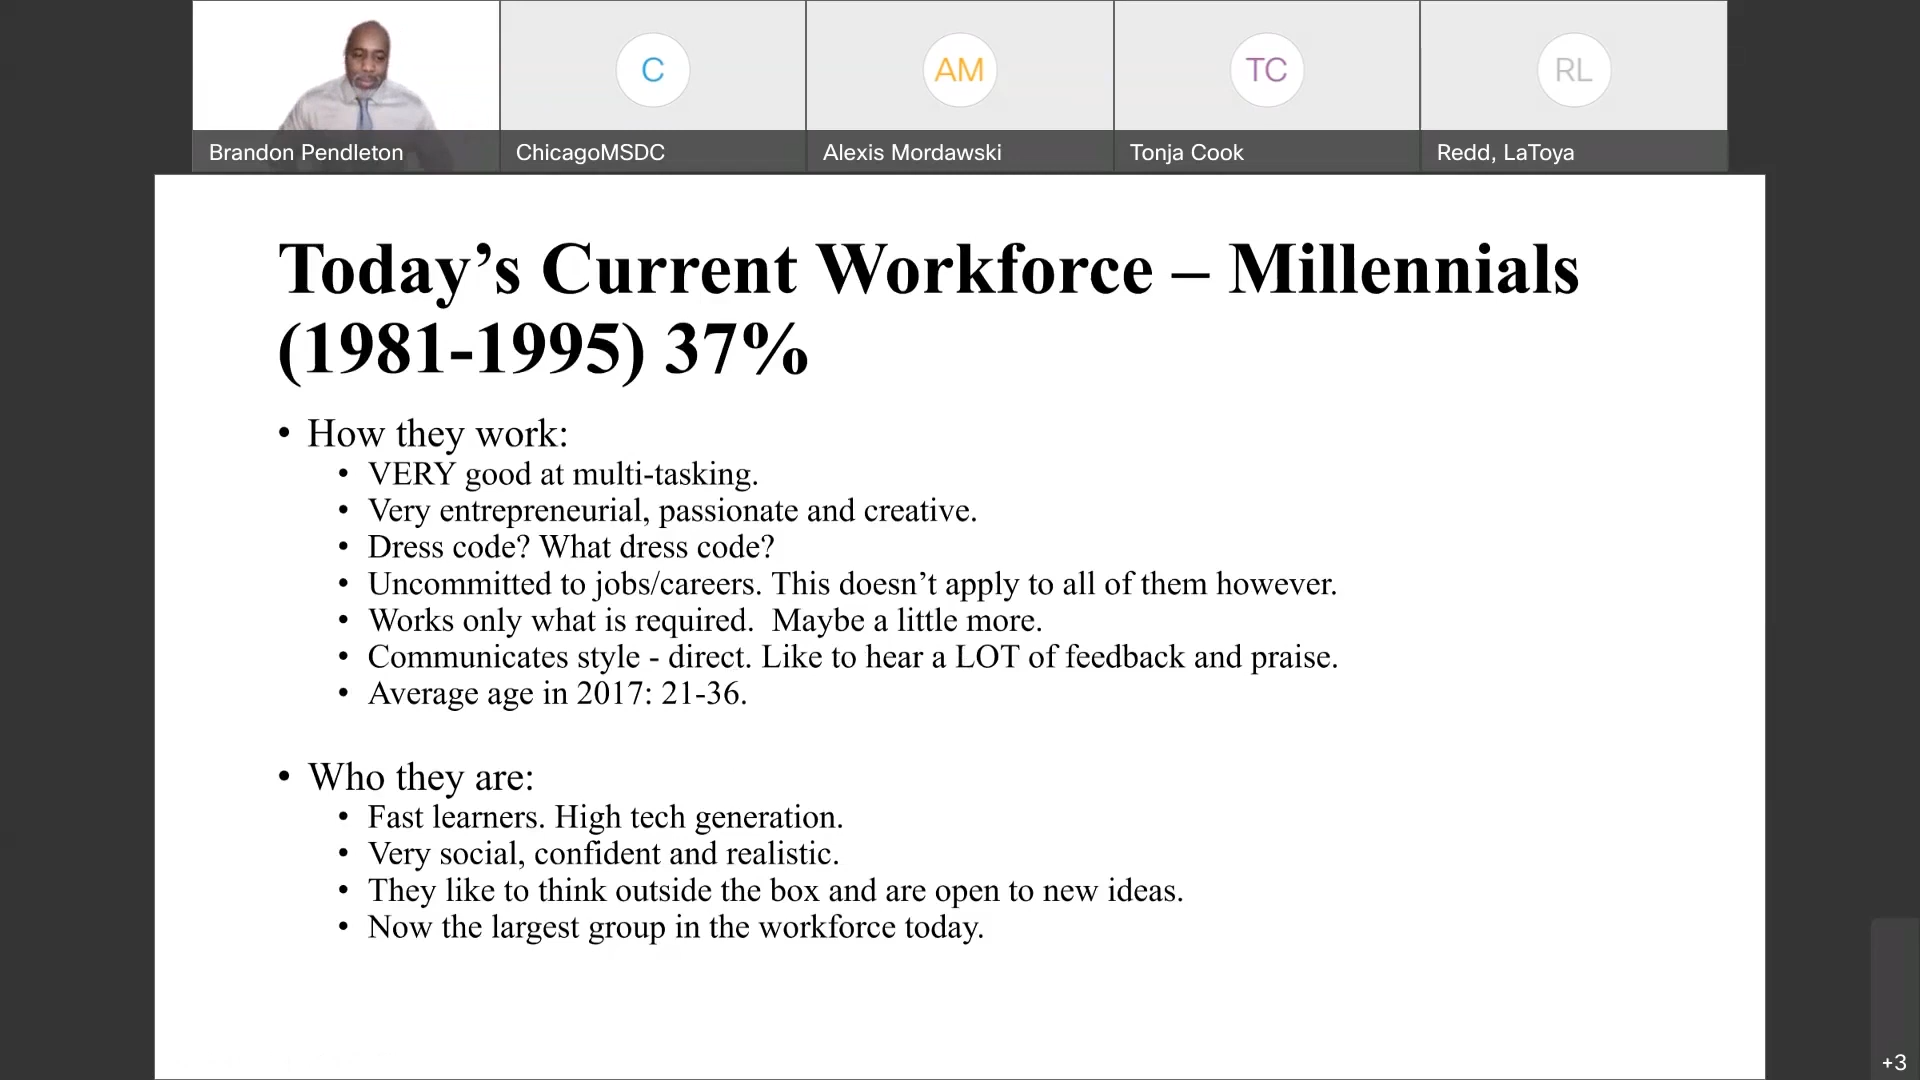 C
AM
TC
RL
Brandon Pendleton
ChicagoMSDC
Alexis Mordawski
Tonja Cook
Redd, LaToya
Today’s Current Workforce – Millennials
(1981-1995) 37%
• How they work:
• VERY good at multi-tasking.
• Very entrepreneurial, passionate and creative.
• Dress code? What dress code?
• Uncommitted to jobs/careers. This doesn’t apply to all of them however.
• Works only what is required.  Maybe a little more.
• Communicates style - direct. Like to hear a LOT of feedback and praise.
• Average age in 2017: 21-36.
• Who they are:
• Fast learners. High tech generation.
• Very social, confident and realistic.
• They like to think outside the box and are open to new ideas.
• Now the largest group in the workforce today.
+3